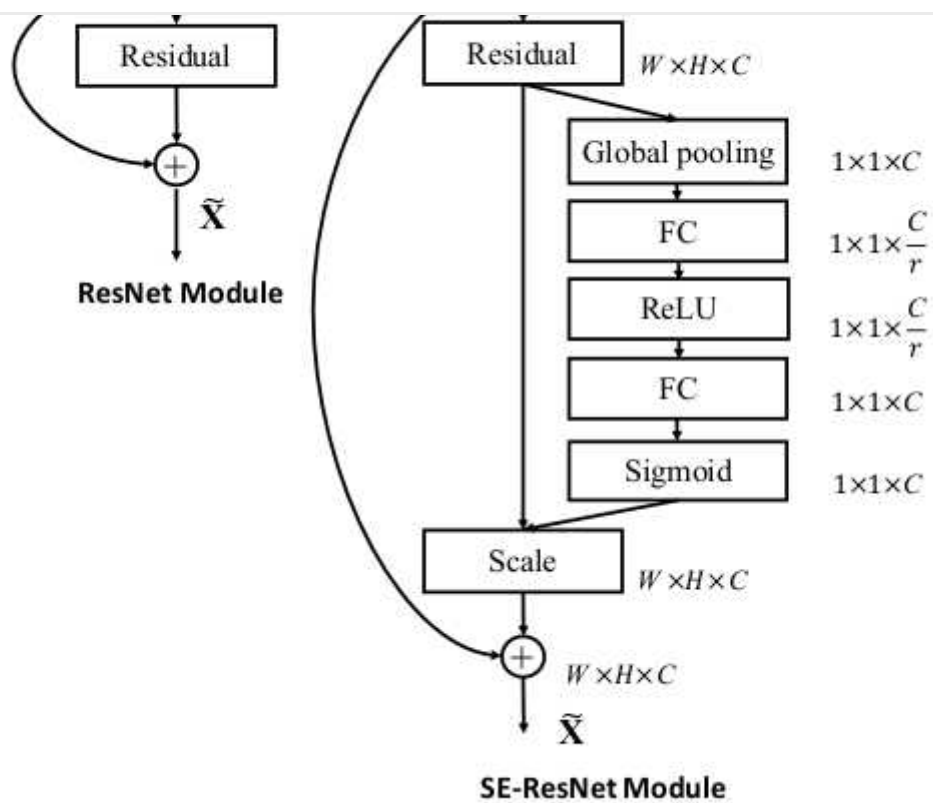 Residual
+
X̃
ResNet Module
Residual
W×H×C
Global pooling
1×1×C
FC
1×1×C/r
ReLU
1×1×C/r
FC
1×1×C
Sigmoid
1×1×C
Scale
W×H×C
+
W×H×C
X̃
SE-ResNet Module